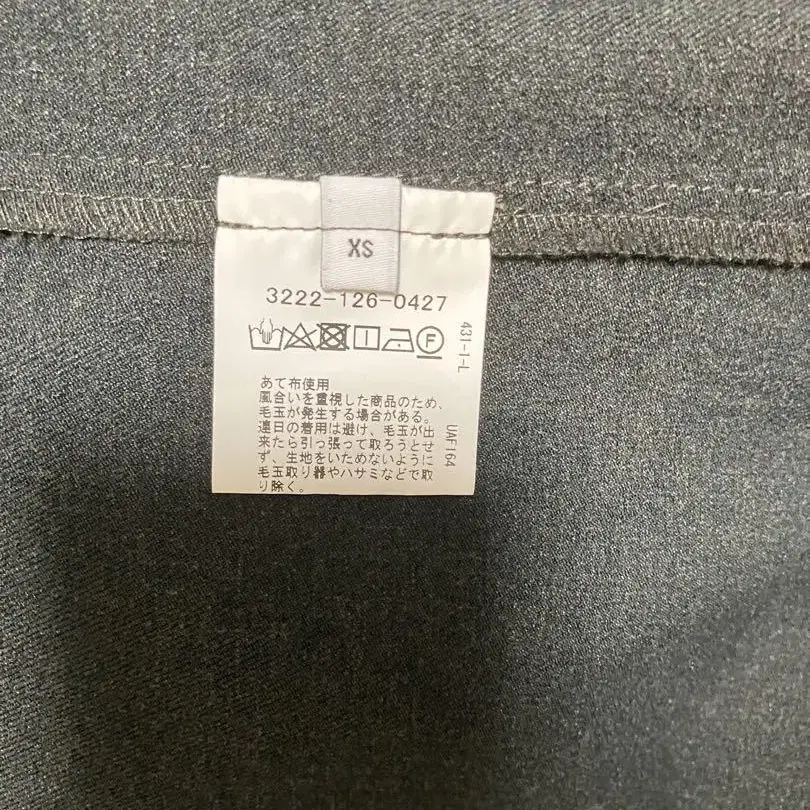 XS
3222-126-0427
F
あて布使用
風合いを重視した商品のため、
毛玉が発生する場合がある。
連日の着用は避け、毛玉が出
来たら引っ張って取ろうとせ
ず、生地をいためないように
毛玉取り器やハサミなどで取
り除く。
431-1-L
UAF164